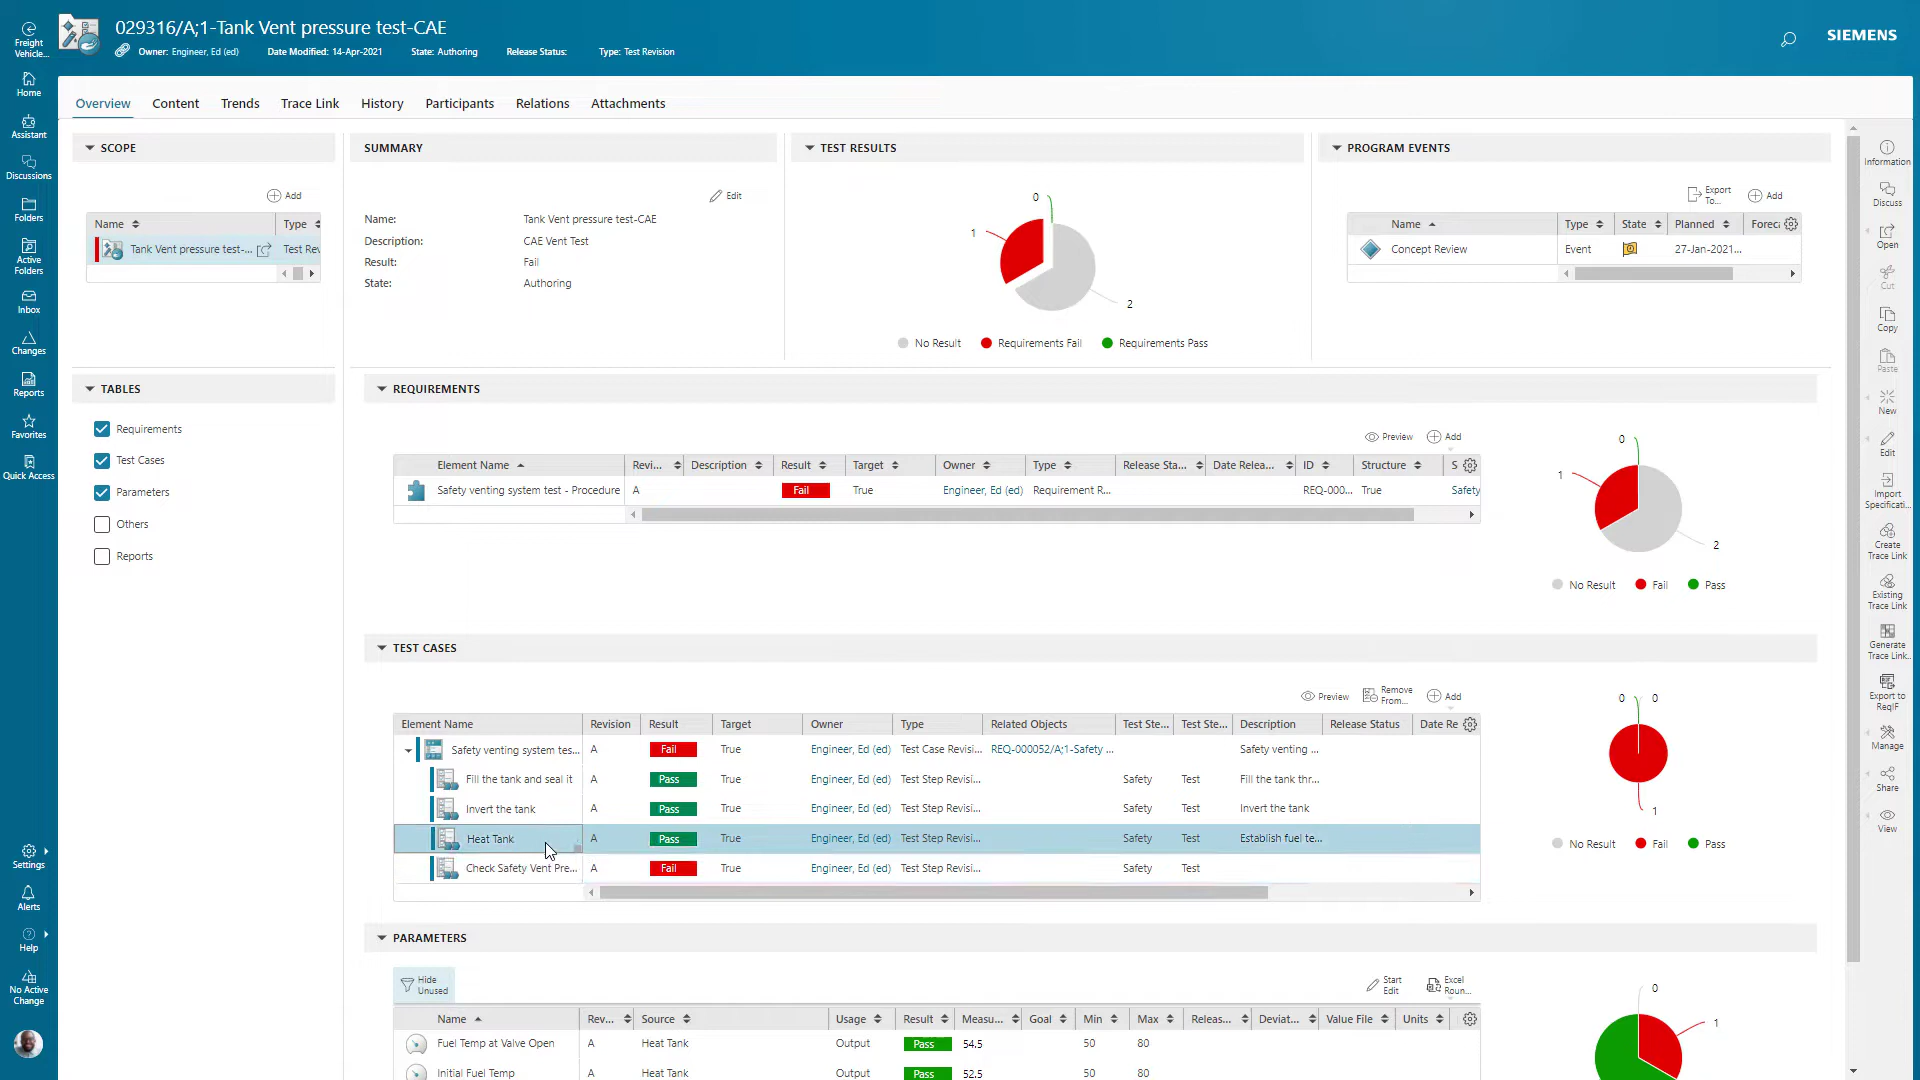 029316/A;1-Tank Vent pressure test-CAE
Owner: Engineer, Ed (ed) Date Modified: 14-Apr-2021 State: Authoring Release Status: Type: Test Revision
SIEMENS
Freight
Vehicle...
Home
Assistant
Discussions
Folders
Active
Folders
Inbox
Changes
Reports
Favorites
Quick Access
Settings
Alerts
Help
No Active
Change
Overview Content Trends Trace Link History Participants Relations Attachments
SCOPE
Add
Name Type
Tank Vent pressure test-... Test Rev
TABLES
Requirements
Test Cases
Parameters
Others
Reports
SUMMARY
Edit
Name: Tank Vent pressure test-CAE
Description: CAE Vent Test
Result: Fail
State: Authoring
TEST RESULTS
0
1
2
No Result Requirements Fail Requirements Pass
PROGRAM EVENTS
Export
To...
Add
Name Type State Planned Foreca
Concept Review Event 27-Jan-2021...
REQUIREMENTS
Preview Add
Element Name Revi... Description Result Target Owner Type Release Sta... Date Relea... ID Structure S
Safety venting system test - Procedure A Fail True Engineer, Ed (ed) Requirement R... REQ-000... True Safety
0
1
2
No Result Fail Pass
TEST CASES
Preview
Remove
From...
Add
Element Name Revision Result Target Owner Type Related Objects Test Ste... Test Ste... Description Release Status Date Re
Safety venting system tes... A Fail True Engineer, Ed (ed) Test Case Revisi... REQ-000052/A;1-Safety ... Safety venting ...
Fill the tank and seal it A Pass True Engineer, Ed (ed) Test Step Revisi... Safety Test Fill the tank thr...
Invert the tank A Pass True Engineer, Ed (ed) Test Step Revisi... Safety Test Invert the tank
Heat Tank A Pass True Engineer, Ed (ed) Test Step Revisi... Safety Test Establish fuel te...
Check Safety Vent Pre... A Fail True Engineer, Ed (ed) Test Step Revisi... Safety Test
0 0
1
No Result Fail Pass
PARAMETERS
Hide
Unused
Start
Edit
Excel
Roun...
Name Rev... Source Usage Result Measu... Goal Min Max Releas... Deviat... Value File Units
Fuel Temp at Valve Open A Heat Tank Output Pass 54.5 50 80
Initial Fuel Temp A Heat Tank Output Pass 52.5 50 80
0
1
Information
Discuss
Open
Cut
Copy
Paste
New
Edit
Import
Specificati...
Create
Trace Link
Existing
Trace Link
Generate
Trace Link...
Export to
ReqIF
Manage
Share
View